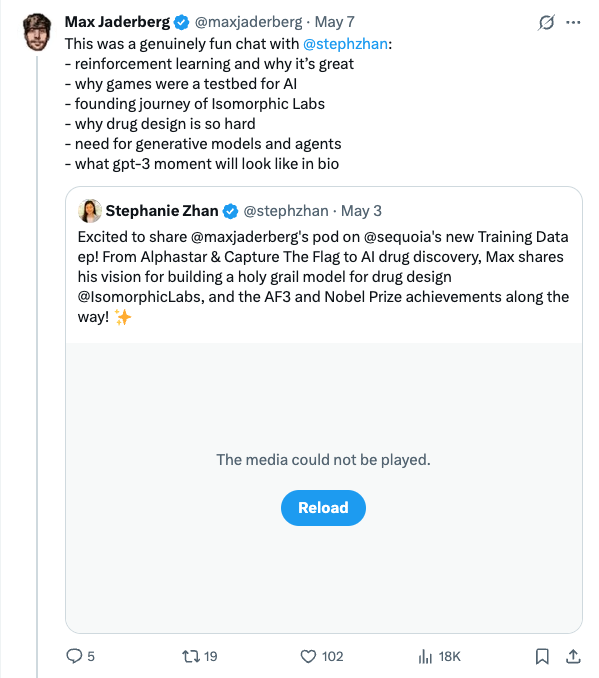 Max Jaderberg @maxjaderberg · May 7
This was a genuinely fun chat with @stephzhan:
- reinforcement learning and why it’s great
- why games were a testbed for AI
- founding journey of Isomorphic Labs
- why drug design is so hard
- need for generative models and agents
- what gpt-3 moment will look like in bio
Stephanie Zhan @stephzhan · May 3
Excited to share @maxjaderberg's pod on @sequoia's new Training Data
ep! From Alphastar & Capture The Flag to AI drug discovery, Max shares
his vision for building a holy grail model for drug design
@IsomorphicLabs, and the AF3 and Nobel Prize achievements along the
way! ✨
The media could not be played.
Reload
5 19 102 18K